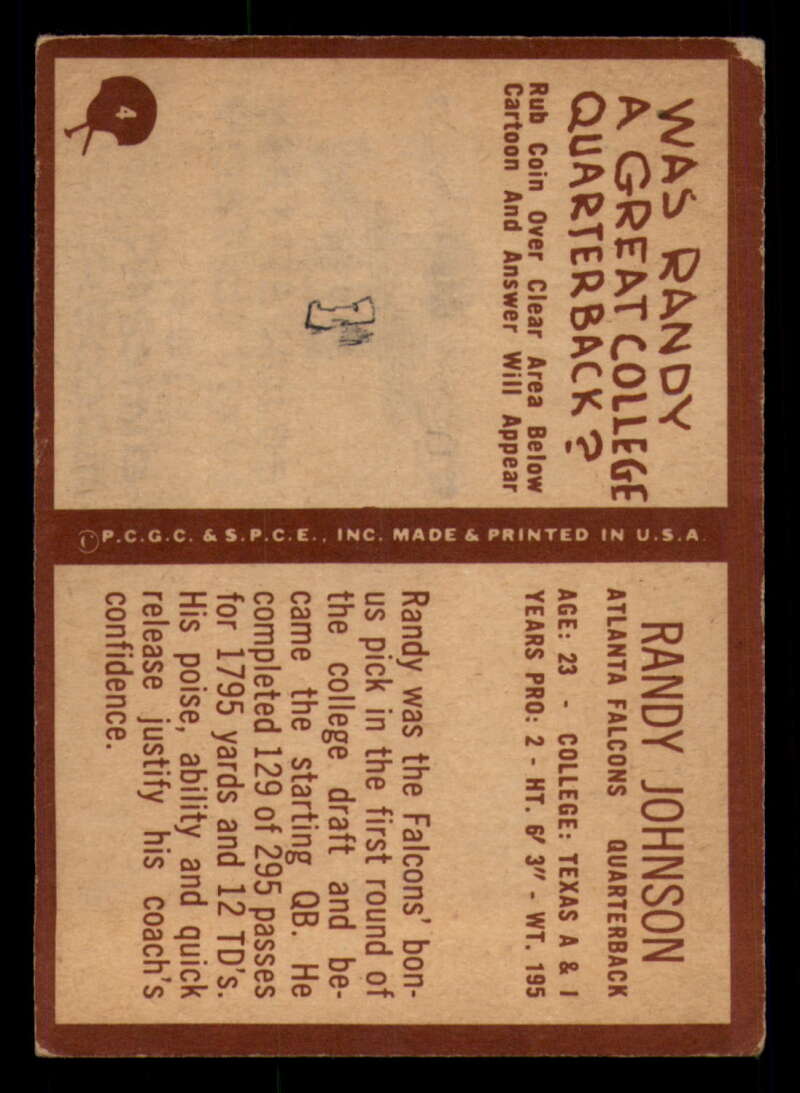 WAS RANDY
A GREAT COLLEGE
QUARTERBACK?
Rub Coin Over Clear Area Below
Cartoon And Answer Will Appear
4
©P.C.G.C. & S.P.C.E., INC. MADE & PRINTED IN U.S.A.
RANDY JOHNSON
ATLANTA FALCONS QUARTERBACK
AGE: 23 - COLLEGE: TEXAS A & I
YEARS PRO: 2 - HT. 6' 3" - WT. 195
Randy was the Falcons' bon-
us pick in the first round of
the college draft and be-
came the starting QB. He
completed 129 of 295 passes
for 1795 yards and 12 TD's.
His poise, ability and quick
release justify his coach's
confidence.